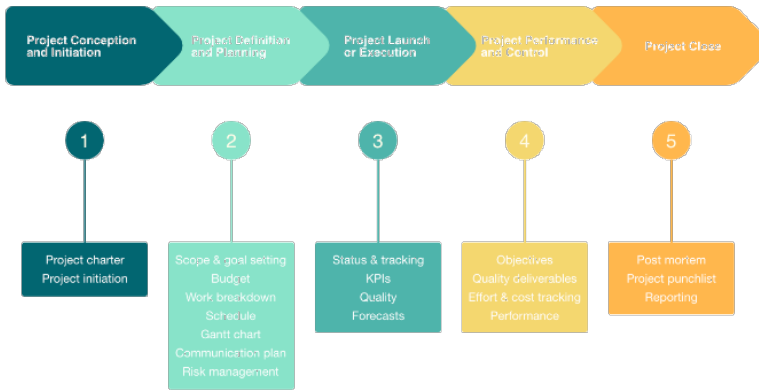 Project Conception
and Initiation
Project Definition
and Planning
Project Launch
or Execution
Project Performance
and Control
Project Close
1
2
3
4
5
Project charter
Project initiation
Scope & goal setting
Budget
Work breakdown
Schedule
Gantt chart
Communication plan
Risk management
Status & tracking
KPIs
Quality
Forecasts
Objectives
Quality deliverables
Effort & cost tracking
Performance
Post mortem
Project punchlist
Reporting